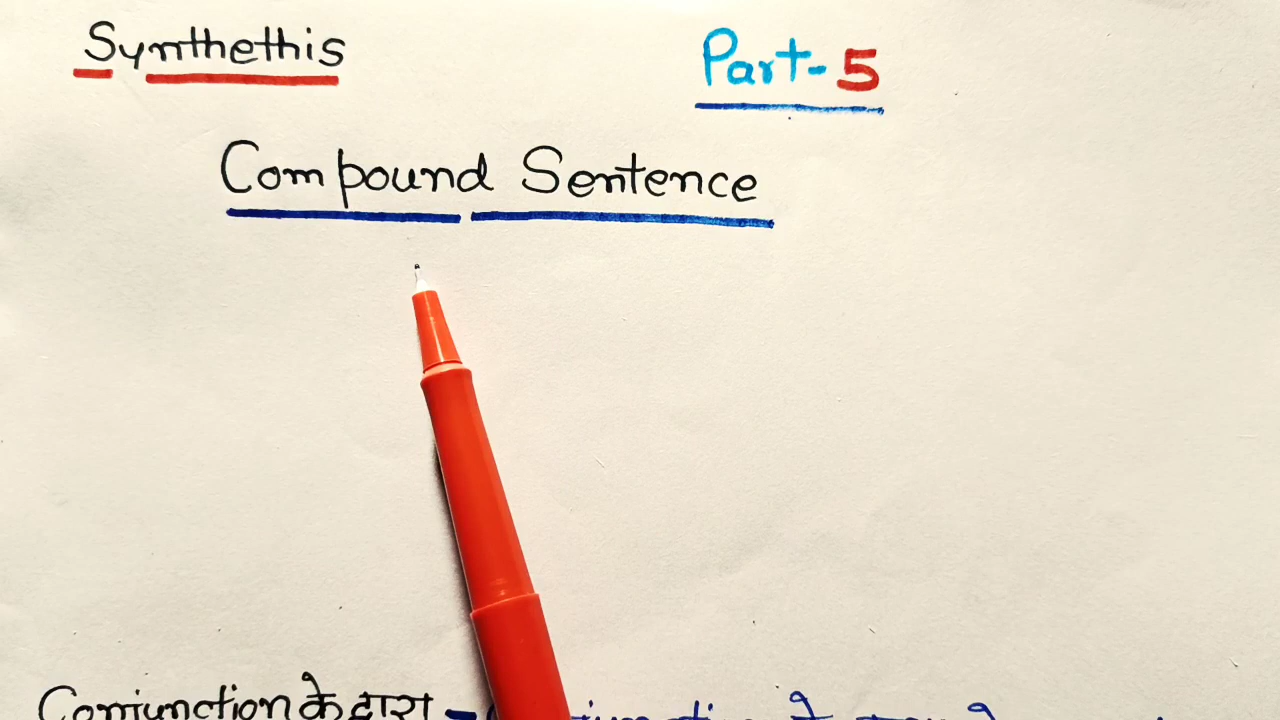 Synthethis
Part-5
Compound Sentence
Conjunction के द्वारा -